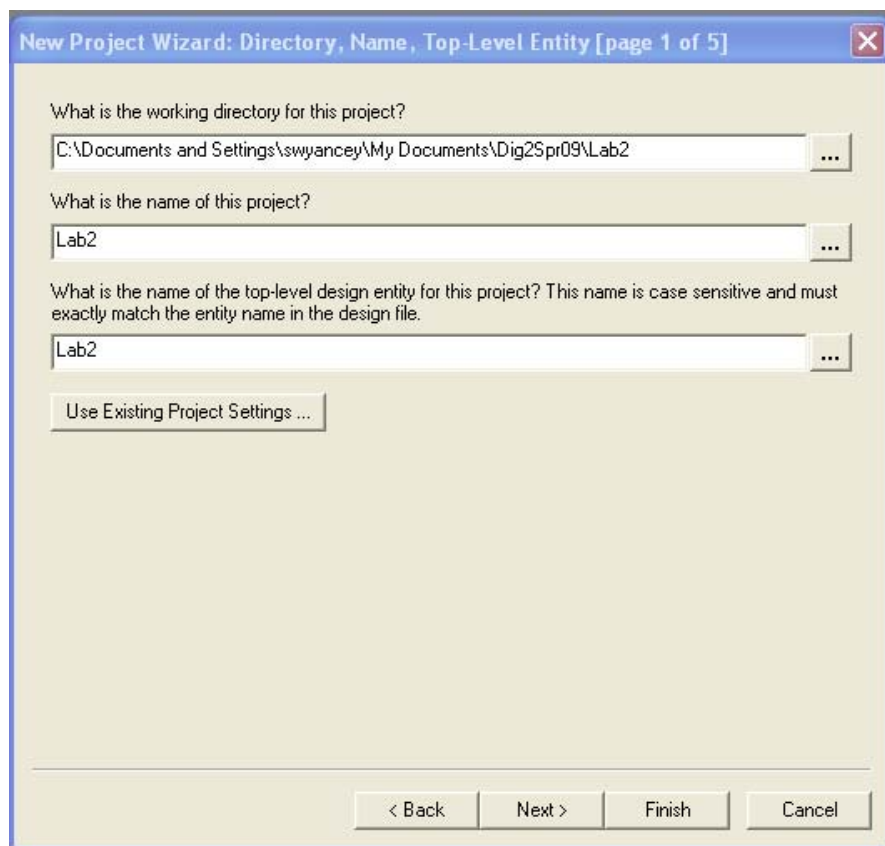 New Project Wizard: Directory, Name, Top-Level Entity [page 1 of 5]
What is the working directory for this project?
C:\Documents and Settings\swyancey\My Documents\Dig2Spr09\Lab2
...
What is the name of this project?
Lab2
...
What is the name of the top-level design entity for this project? This name is case sensitive and must
exactly match the entity name in the design file.
Lab2
...
Use Existing Project Settings ...
< Back
Next >
Finish
Cancel